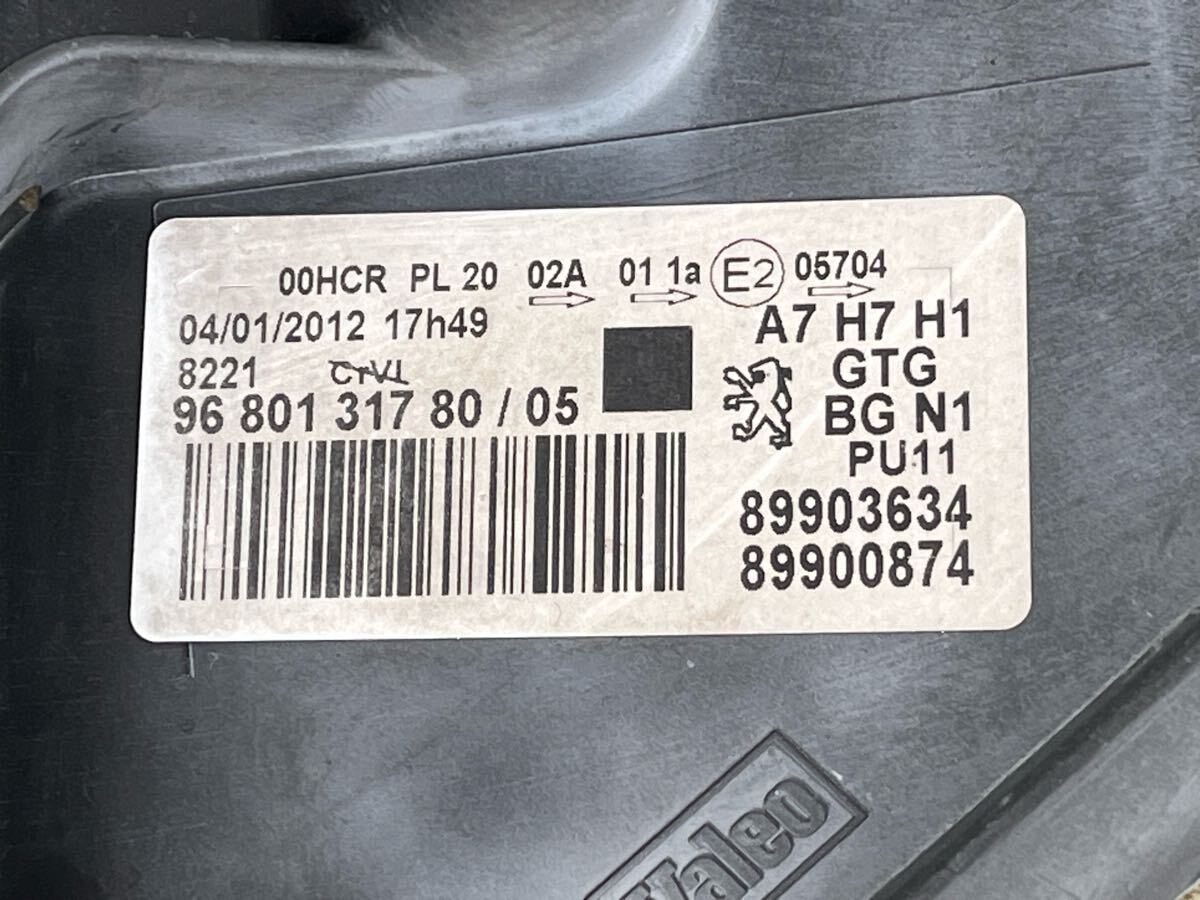 00HCR PL 20 02A 01 1a E2 05704
04/01/2012 17h49
8221
96 801 317 80 / 05
A7 H7 H1
GTG
BG N1
PU11
89903634
89900874
Valeo